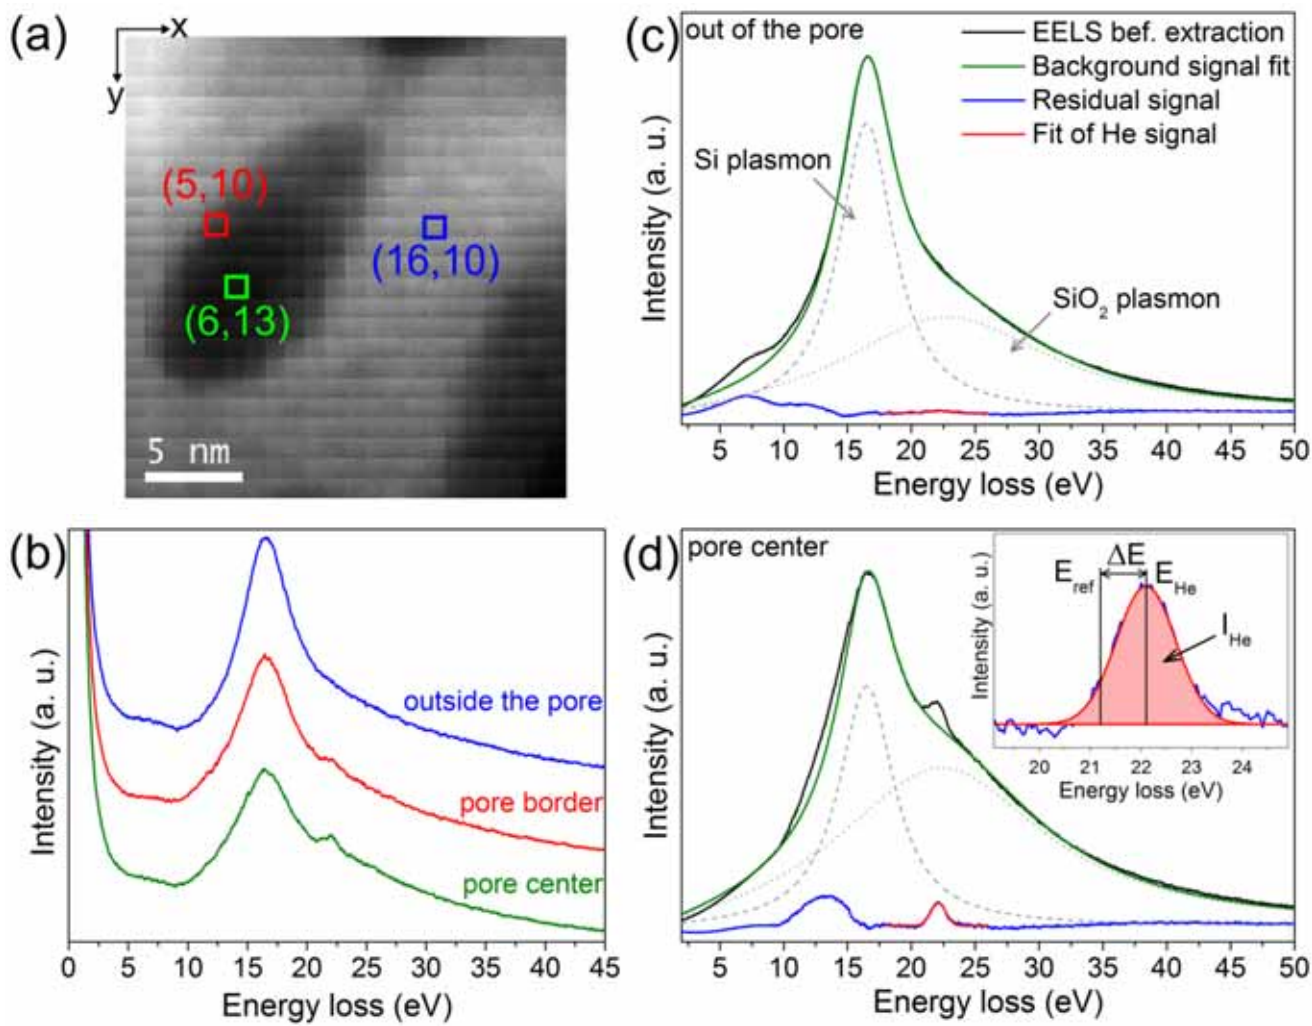 (a)
x
y
(5,10)
(16,10)
(6,13)
5 nm
(c)
out of the pore
EELS bef. extraction
Background signal fit
Residual signal
Fit of He signal
Si plasmon
SiO₂ plasmon
Intensity (a. u.)
5 10 15 20 25 30 35 40 45 50
Energy loss (eV)
(b)
outside the pore
pore border
pore center
Intensity (a. u.)
0 5 10 15 20 25 30 35 40 45
Energy loss (eV)
(d)
pore center
Intensity (a. u.)
5 10 15 20 25 30 35 40 45 50
Energy loss (eV)
E_ref
ΔE
E_He
I_He
Intensity (a. u.)
20 21 22 23 24
Energy loss (eV)